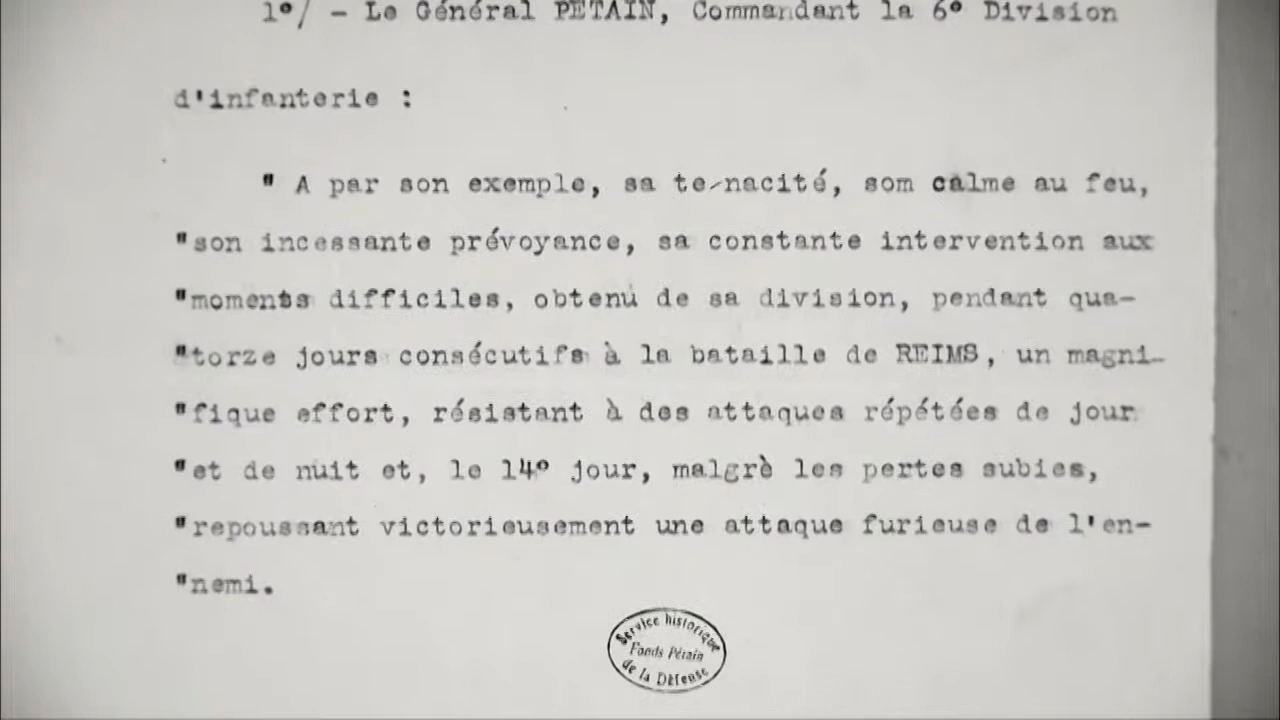 1º/ - Le Général PETAIN, Commandant la 6º Division
d'infanterie :
" A par son exemple, sa te-nacité, som calme au feu,
"son incessante prévoyance, sa constante intervention aux
"moments difficiles, obtenu de sa division, pendant qua-
"torze jours consécutifs à la bataille de REIMS, un magni-
"fique effort, résistant à des attaques répétées de jour
"et de nuit et, le 14º jour, malgrè les pertes subies,
"repoussant victorieusement une attaque furieuse de l'en-
"nemi.
Service historique
Fonds Pétain
de la Défense